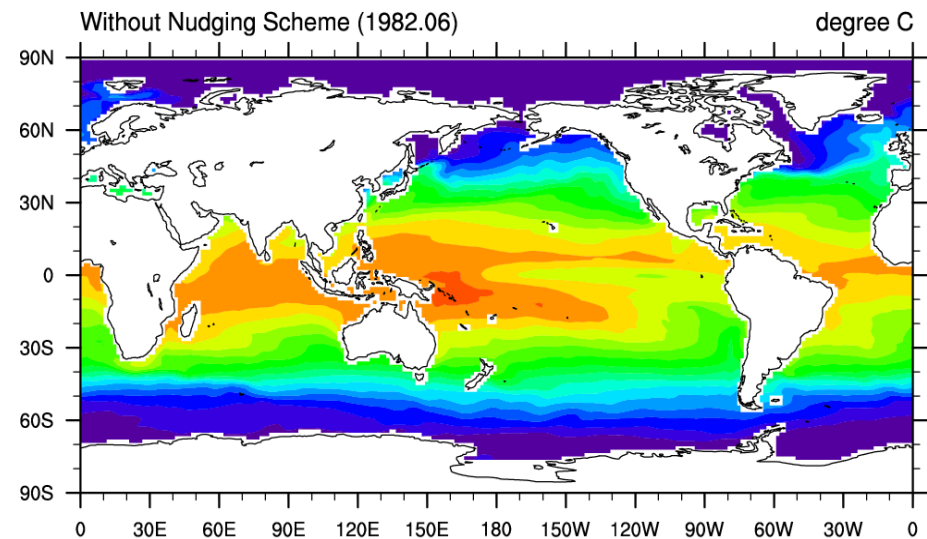 Without Nudging Scheme (1982.06) degree C
90N
60N
30N
0
30S
60S
90S
0 30E 60E 90E 120E 150E 180 150W 120W 90W 60W 30W 0